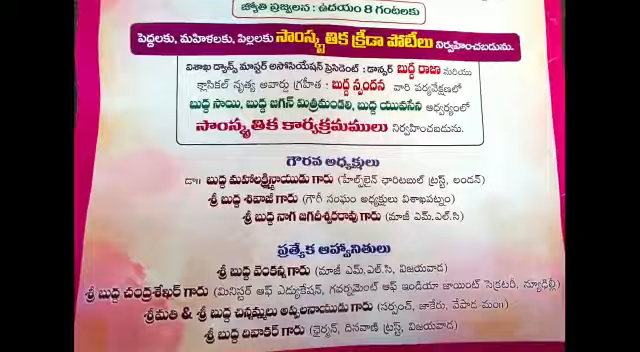 జ్యోతి ప్రజ్వలన : ఉదయం 8 గంటలకు
పెద్దలకు, మహిళలకు, పిల్లలకు సాంస్కృతిక క్రీడా పోటీలు నిర్వహించబడును.
విశాఖ డ్యాన్స్ మాస్టర్ అసోసియేషన్ ప్రెసిడెంట్ : డాన్సర్ బుద్ధ రాజా మరియు
క్లాసికల్ నృత్య అవార్డు గ్రహీత : బుద్ధ స్పందన వారి పర్యవేక్షణలో
బుద్ధ సాయి, బుద్ధ జగన్ మిత్రమండలి, బుద్ధ యువసేన ఆధ్వర్యంలో
సాంస్కృతిక కార్యక్రమములు నిర్వహించబడును.
గౌరవ అధ్యక్షులు
డా॥ బుద్ధ మహాలక్ష్మినాయుడు గారు (హెల్ప్‌లైన్ ఛారిటబుల్ ట్రస్ట్, లండన్)
శ్రీ బుద్ధ శివాజీ గారు (గౌరీ సంఘం అధ్యక్షులు విశాఖపట్నం)
శ్రీ బుద్ధ నాగ జగదీశ్వరరావు గారు (మాజీ ఎమ్.ఎల్.సి)
ప్రత్యేక ఆహ్వానితులు
శ్రీ బుద్ధ వెంకన్న గారు (మాజీ ఎమ్.ఎల్.సి, విజయవాడ)
శ్రీ బుద్ధ చంద్రశేఖర్ గారు (మినిస్టర్ ఆఫ్ ఎడ్యుకేషన్, గవర్నమెంట్ ఆఫ్ ఇండియా జాయింట్ సెక్రటరీ, న్యూఢిల్లీ)
శ్రీమతి & శ్రీ బుద్ధ చిన్నమ్మలు అప్పలనాయుడు గారు (సర్పంచ్, జాకేరు, వేపాడ మం॥)
శ్రీ బుద్ధ దివాకర్ గారు (ఛైర్మన్, దినవాణి ట్రస్ట్, విజయవాడ)